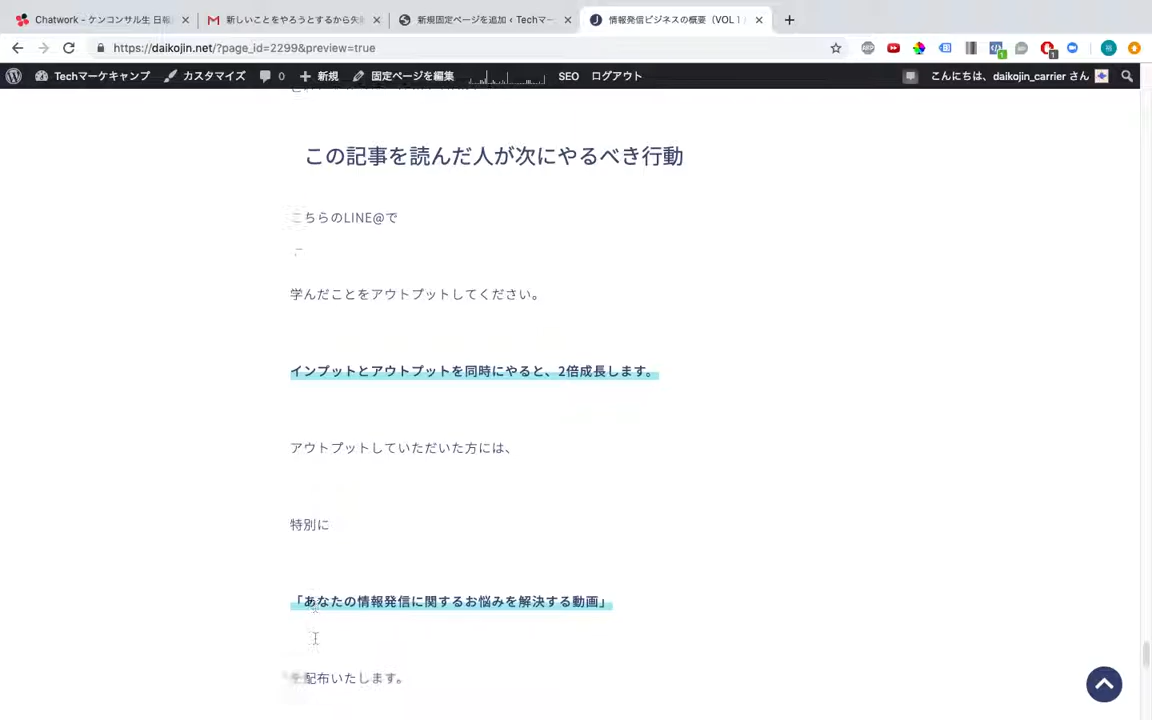 Chatwork - ケンコンサル生 日報
新しいことをやろうとするから失
新規固定ページを追加 ‹ Techマー
情報発信ビジネスの概要（VOL 1
https://daikojin.net/?page_id=2299&preview=true
Techマーケキャンプ カスタマイズ 0 新規 固定ページを編集 SEO ログアウト こんにちは、daikojin_carrier さん
この記事を読んだ人が次にやるべき行動
こちらのLINE@で
学んだことをアウトプットしてください。
インプットとアウトプットを同時にやると、2倍成長します。
アウトプットしていただいた方には、
特別に
「あなたの情報発信に関するお悩みを解決する動画」
を配布いたします。